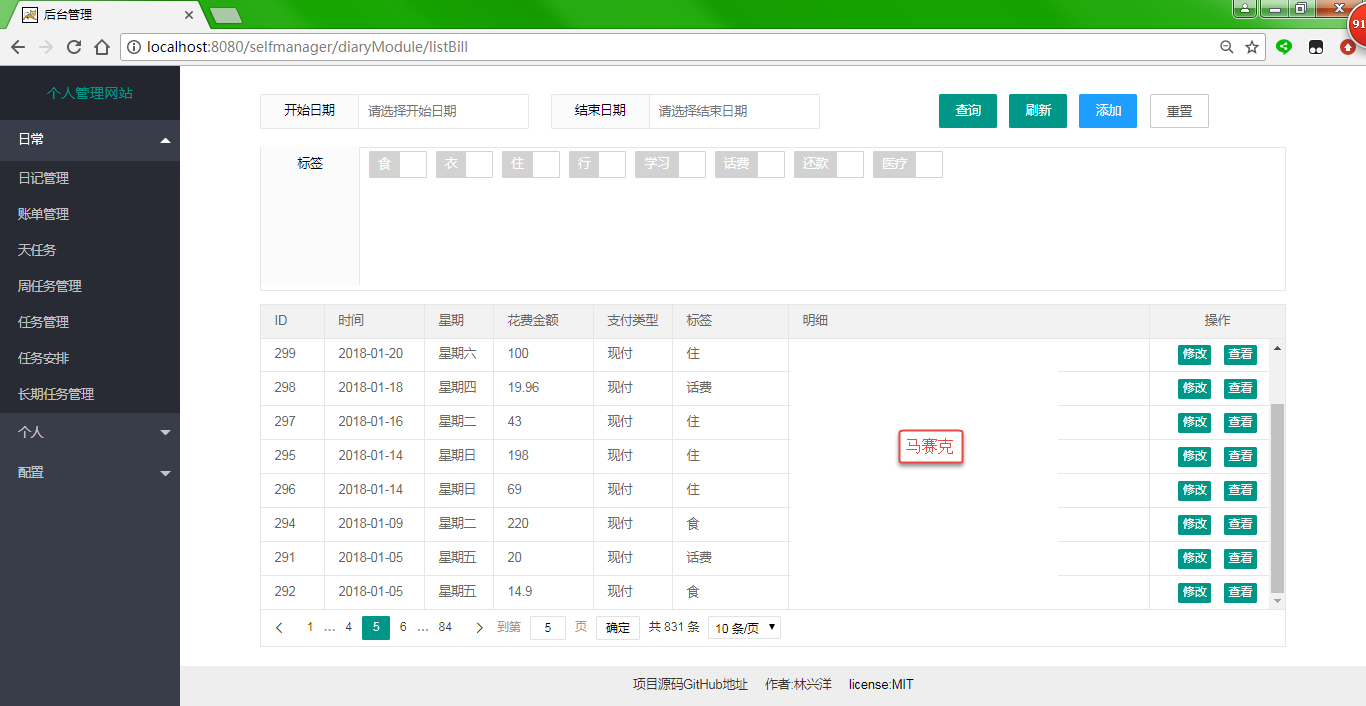 后台管理
91
localhost:8080/selfmanager/diaryModule/listBill
个人管理网站
日常
日记管理
账单管理
天任务
周任务管理
任务管理
任务安排
长期任务管理
个人
配置
开始日期 请选择开始日期 结束日期 请选择结束日期 查询 刷新 添加 重置
标签 食 衣 住 行 学习 话费 还款 医疗
ID 时间 星期 花费金额 支付类型 标签 明细 操作
299 2018-01-20 星期六 100 现付 住 修改 查看
298 2018-01-18 星期四 19.96 现付 话费 修改 查看
297 2018-01-16 星期二 43 现付 住 修改 查看
马赛克
295 2018-01-14 星期日 198 现付 住 修改 查看
296 2018-01-14 星期日 69 现付 住 修改 查看
294 2018-01-09 星期二 220 现付 食 修改 查看
291 2018-01-05 星期五 20 现付 话费 修改 查看
292 2018-01-05 星期五 14.9 现付 食 修改 查看
1 … 4 5 6 … 84 到第 5 页 确定 共 831 条 10 条/页
项目源码GitHub地址 作者:林兴洋 license:MIT